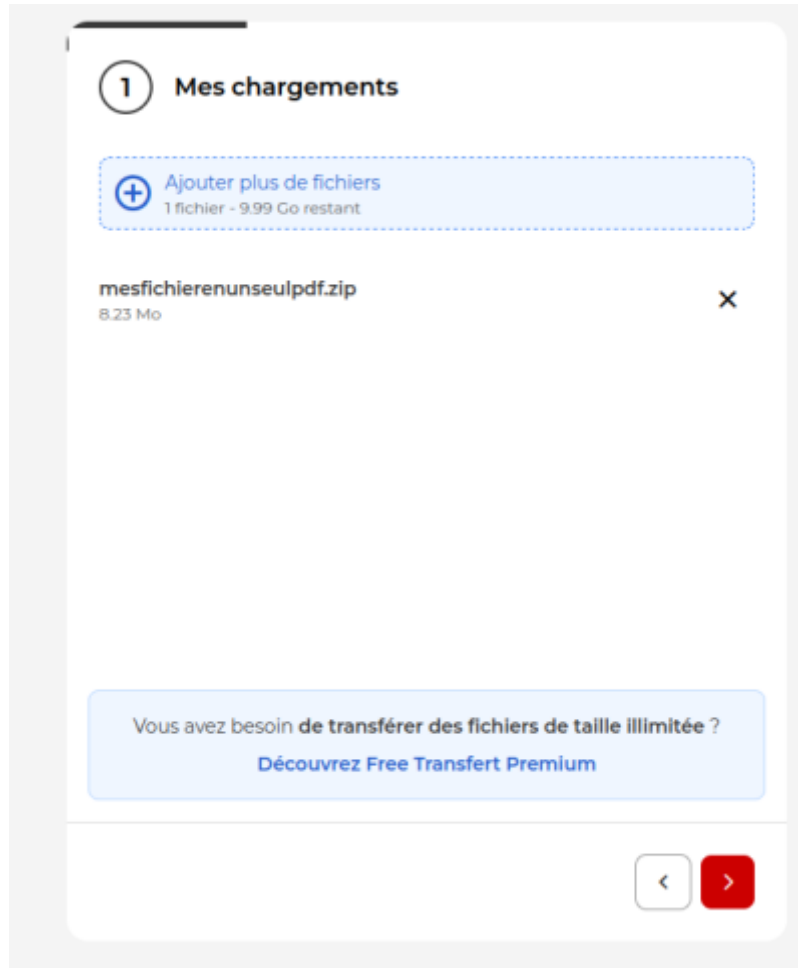 1 Mes chargements
Ajouter plus de fichiers
1 fichier - 9.99 Go restant
mesfichierenunseulpdf.zip
8.23 Mo
Vous avez besoin de transférer des fichiers de taille illimitée ?
Découvrez Free Transfert Premium